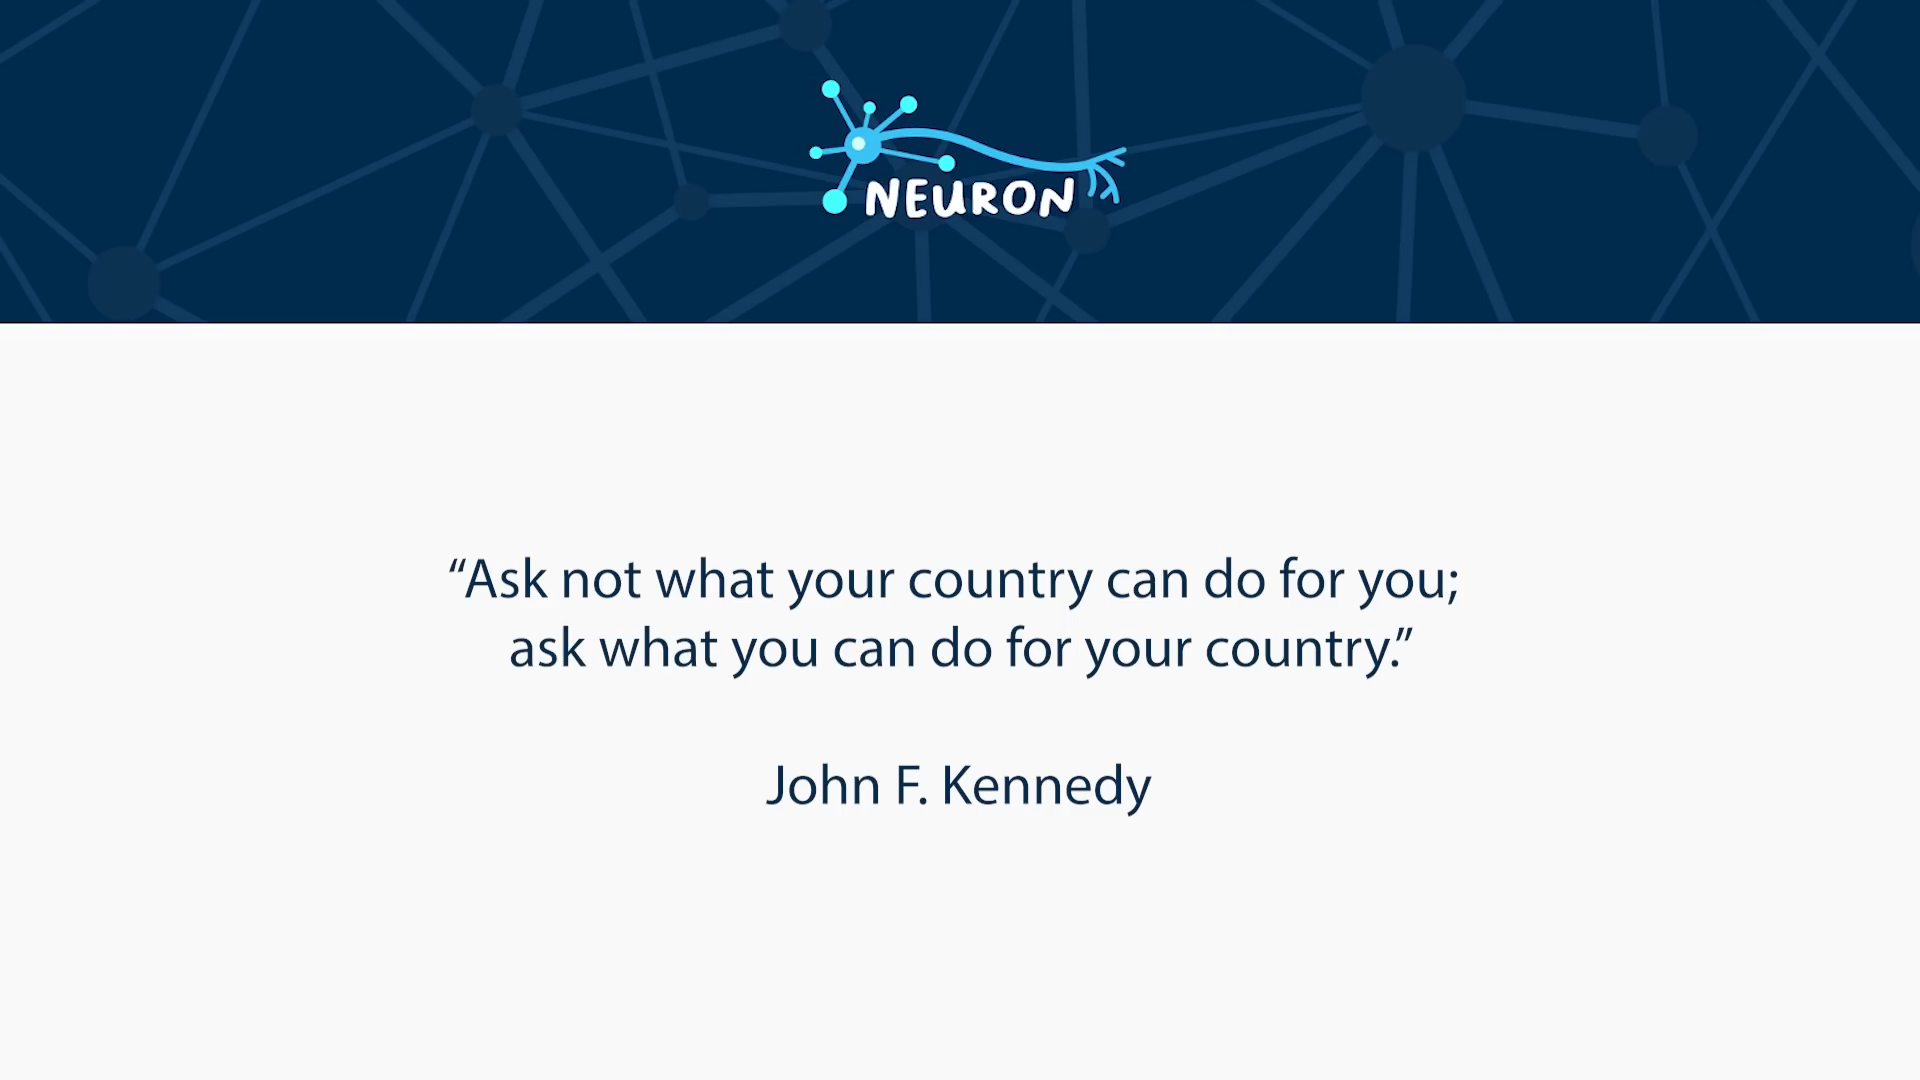 NEURON
“Ask not what your country can do for you;
ask what you can do for your country.”
John F. Kennedy